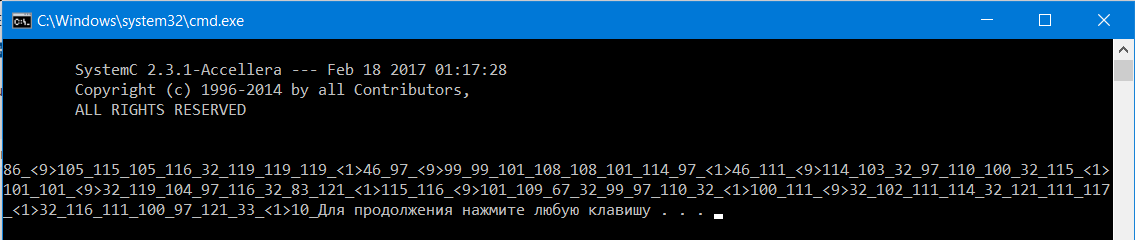 C:\Windows\system32\cmd.exe
SystemC 2.3.1-Accellera --- Feb 18 2017 01:17:28
Copyright (c) 1996-2014 by all Contributors,
ALL RIGHTS RESERVED
86_<9>105_115_105_116_32_119_119_119_<1>46_97_<9>99_99_101_108_108_101_114_97_<1>46_111_<9>114_103_32_97_110_100_32_115_<1>
101_101_<9>32_119_104_97_116_32_83_121_<1>115_116_<9>101_109_67_32_99_97_110_32_<1>100_111_<9>32_102_111_114_32_121_111_117
_<1>32_116_111_100_97_121_33_<1>10_Для продолжения нажмите любую клавишу . . .